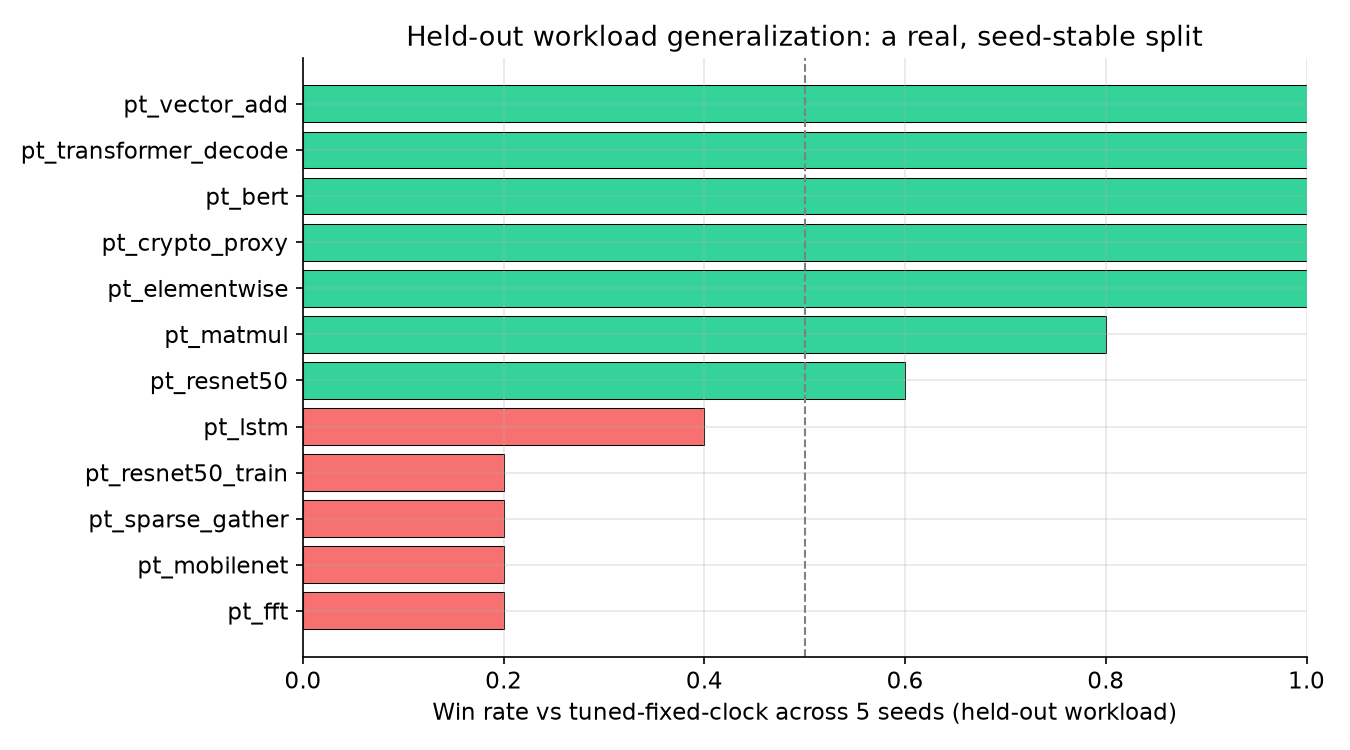 Held-out workload generalization: a real, seed-stable split
pt_vector_add
pt_transformer_decode
pt_bert
pt_crypto_proxy
pt_elementwise
pt_matmul
pt_resnet50
pt_lstm
pt_resnet50_train
pt_sparse_gather
pt_mobilenet
pt_fft
0.0 0.2 0.4 0.6 0.8 1.0
Win rate vs tuned-fixed-clock across 5 seeds (held-out workload)